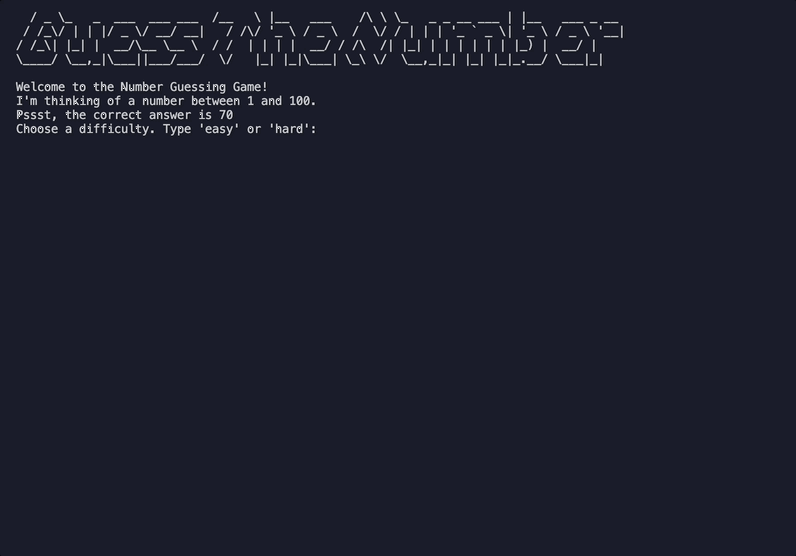 Guess The Number
Welcome to the Number Guessing Game!
I'm thinking of a number between 1 and 100.
Pssst, the correct answer is 70
Choose a difficulty. Type 'easy' or 'hard':